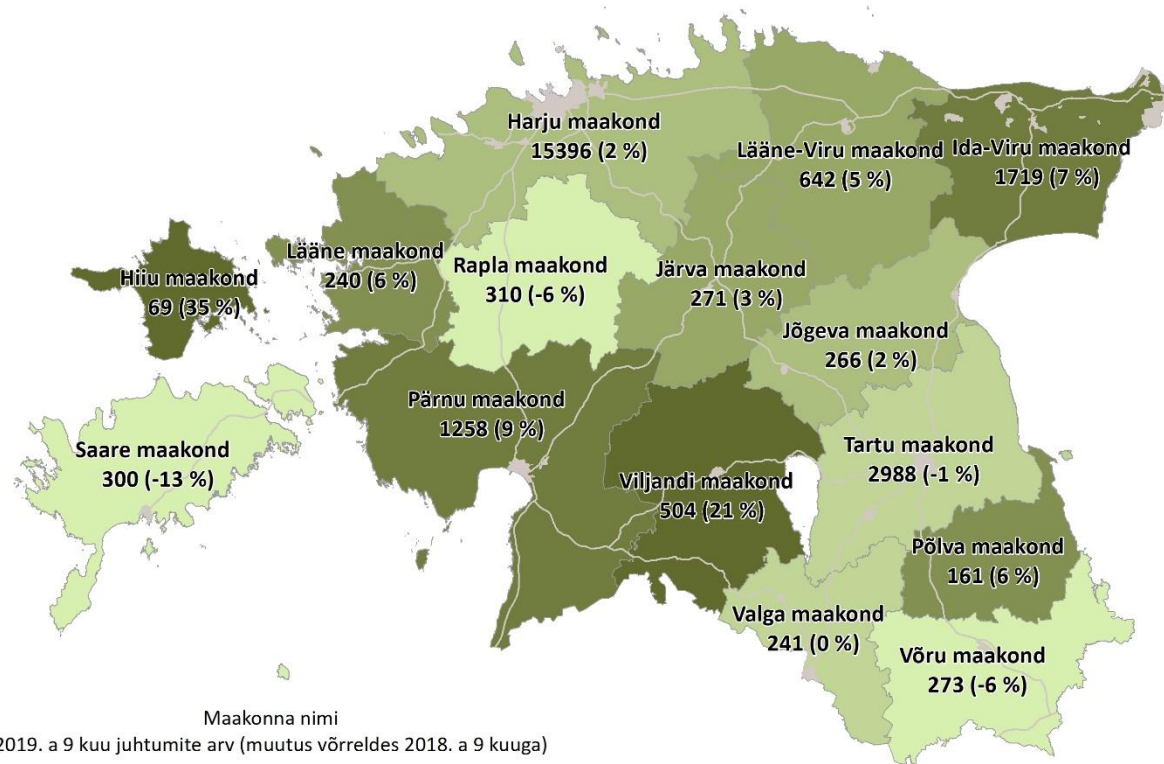 Harju maakond
15396 (2 %)
Lääne-Viru maakond
642 (5 %)
Ida-Viru maakond
1719 (7 %)
Hiiu maakond
69 (35 %)
Lääne maakond
240 (6 %)
Rapla maakond
310 (-6 %)
Järva maakond
271 (3 %)
Jõgeva maakond
266 (2 %)
Saare maakond
300 (-13 %)
Pärnu maakond
1258 (9 %)
Viljandi maakond
504 (21 %)
Tartu maakond
2988 (-1 %)
Põlva maakond
161 (6 %)
Valga maakond
241 (0 %)
Võru maakond
273 (-6 %)
Maakonna nimi
2019. a 9 kuu juhtumite arv (muutus võrreldes 2018. a 9 kuuga)